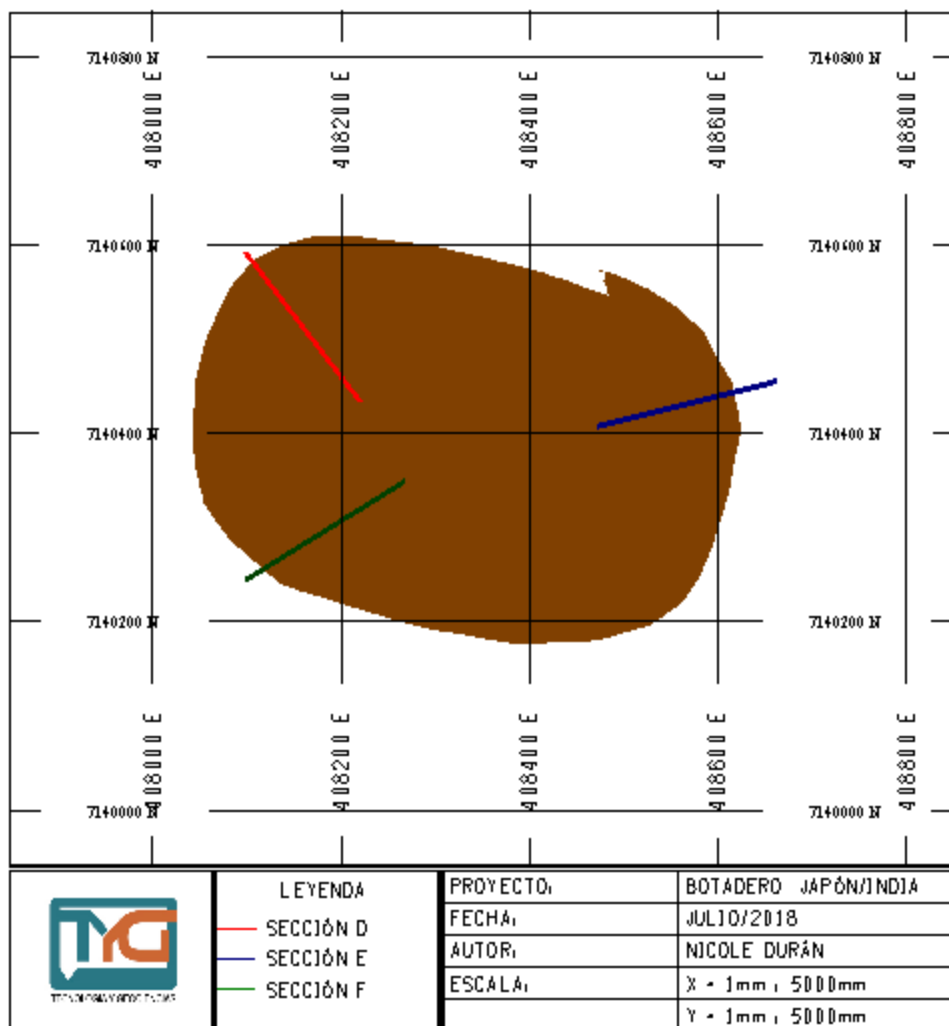 7140800 N 7140800 N
408000 E 408200 E 408400 E 408600 E 408800 E
7140600 N 7140600 N
7140400 N 7140400 N
7140200 N 7140200 N
408000 E 408200 E 408400 E 408600 E 408800 E
7140000 N 7140000 N
TYG
LEYENDA
SECCIÓN D
SECCIÓN E
SECCIÓN F
PROYECTO: BOTADERO JAPÓN/INDIA
FECHA: JULIO/2018
AUTOR: NICOLE DURÁN
ESCALA: X = 1mm : 5000mm
Y = 1mm : 5000mm